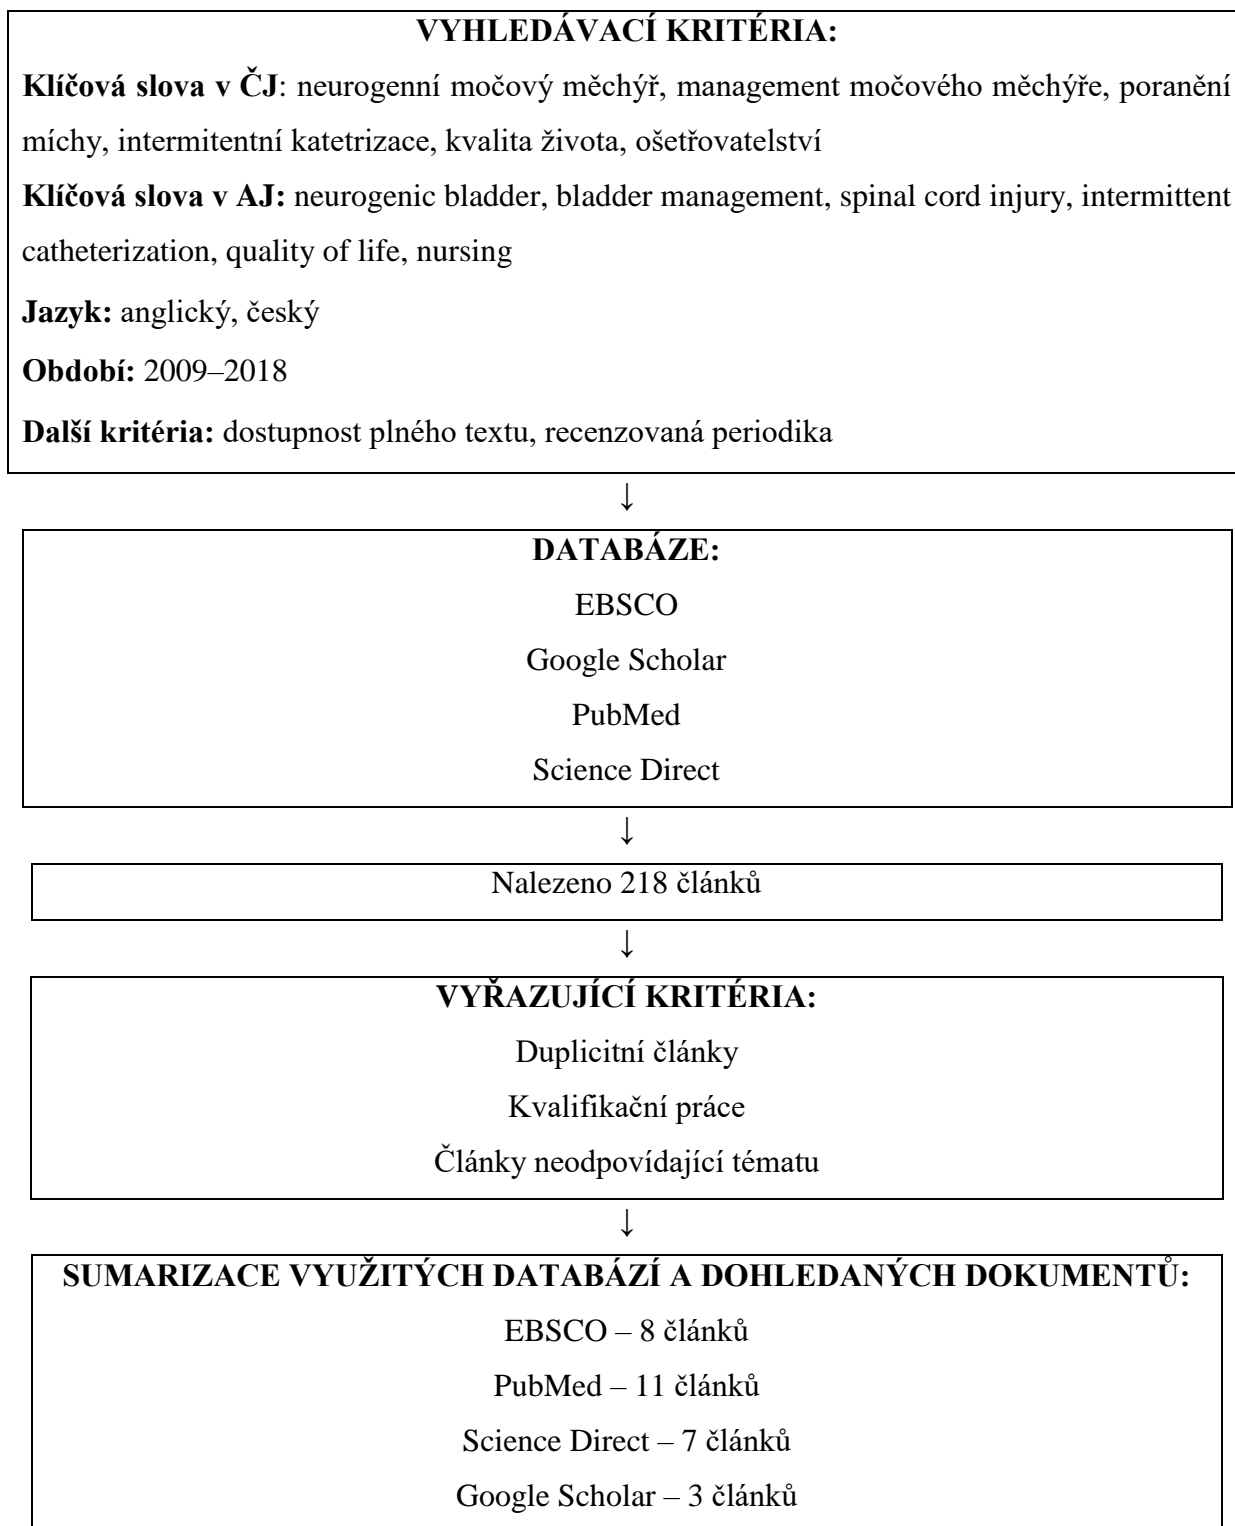 VYHLEDÁVACÍ KRITÉRIA:
Klíčová slova v ČJ: neurogenní močový měchýř, management močového měchýře, poranění
míchy, intermitentní katetrizace, kvalita života, ošetřovatelství
Klíčová slova v AJ: neurogenic bladder, bladder management, spinal cord injury, intermittent
catheterization, quality of life, nursing
Jazyk: anglický, český
Období: 2009–2018
Další kritéria: dostupnost plného textu, recenzovaná periodika
↓
DATABÁZE:
EBSCO
Google Scholar
PubMed
Science Direct
↓
Nalezeno 218 článků
↓
VYŘAZUJÍCÍ KRITÉRIA:
Duplicitní články
Kvalifikační práce
Články neodpovídající tématu
↓
SUMARIZACE VYUŽITÝCH DATABÁZÍ A DOHLEDANÝCH DOKUMENTŮ:
EBSCO – 8 článků
PubMed – 11 článků
Science Direct – 7 článků
Google Scholar – 3 článků